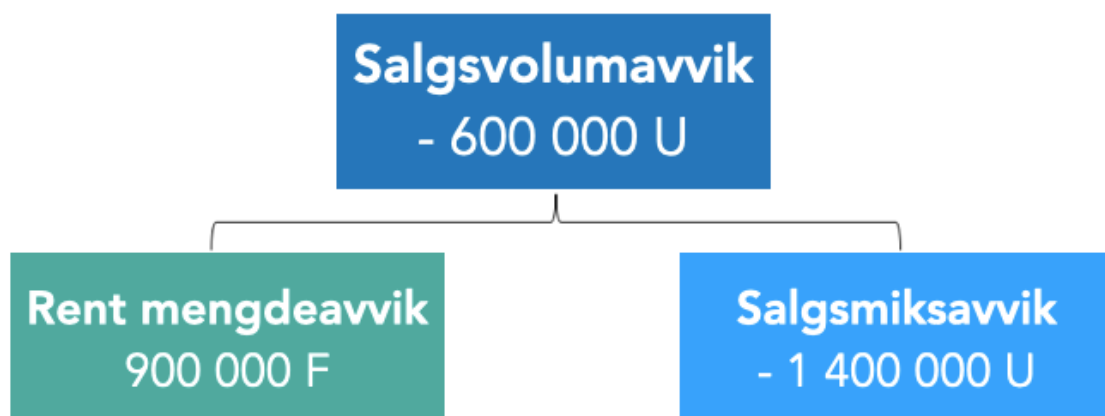 Salgsvolumavvik
- 600 000 U
Rent mengdeavvik
900 000 F
Salgsmiksavvik
- 1 400 000 U